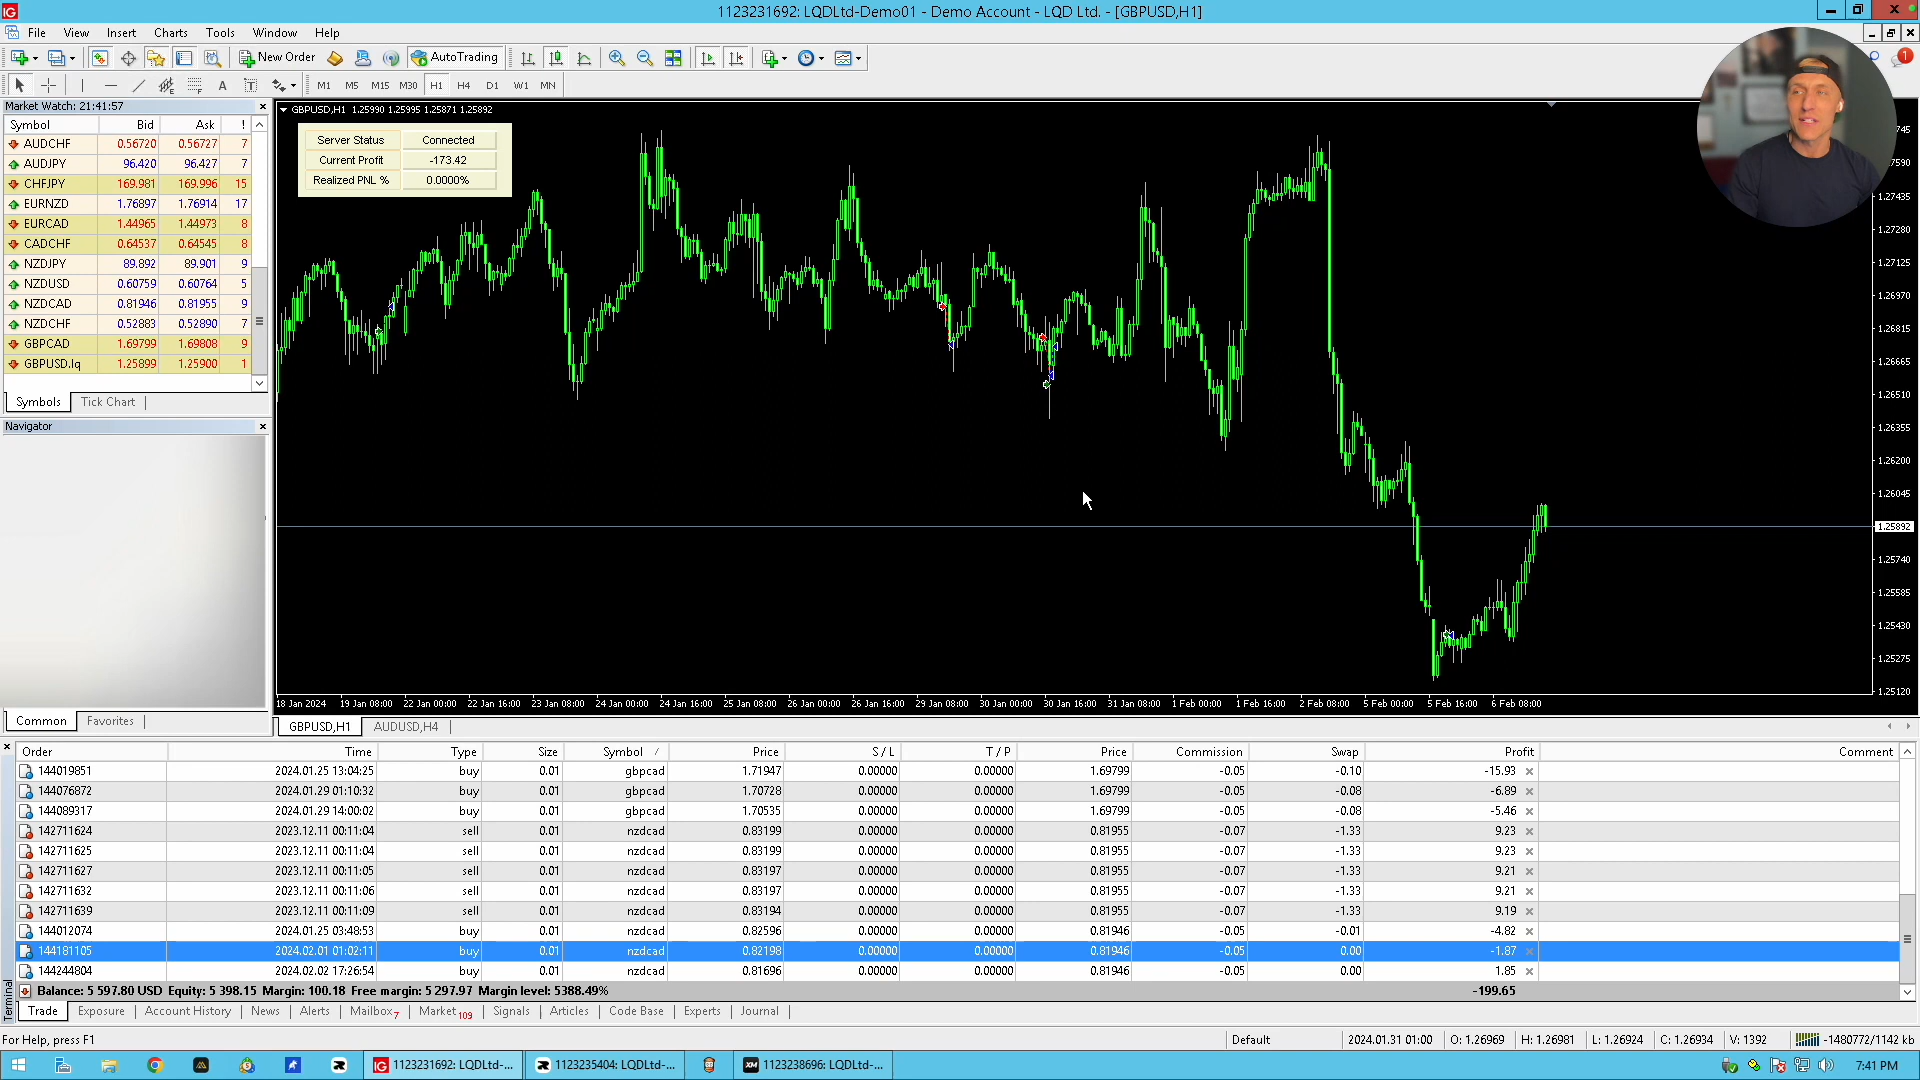 IG
1123231692: LQDLtd-Demo01 - Demo Account - LQD Ltd. - [GBPUSD,H1]
File View Insert Charts Tools Window Help
New Order AutoTrading 1
A T M1 M5 M15 M30 H1 H4 D1 W1 MN
Market Watch: 21:41:57
Symbol Bid Ask !
AUDCHF 0.56720 0.56727 7
AUDJPY 96.420 96.427 7
CHFJPY 169.981 169.996 15
EURNZD 1.76897 1.76914 17
EURCAD 1.44965 1.44973 8
CADCHF 0.64537 0.64545 8
NZDJPY 89.892 89.901 9
NZDUSD 0.60759 0.60764 5
NZDCAD 0.81946 0.81955 9
NZDCHF 0.52883 0.52890 7
GBPCAD 1.69799 1.69808 9
GBPUSD.lq 1.25899 1.25900 1
Symbols Tick Chart
Navigator
Common Favorites
GBPUSD,H1 1.25990 1.25995 1.25871 1.25892
Server Status Connected
Current Profit -173.42
Realized PNL % 0.0000%
745
7590
1.27435
1.27280
1.27125
1.26970
1.26815
1.26665
1.26510
1.26355
1.26200
1.26045
1.25892
1.25740
1.25585
1.25430
1.25275
1.25120
18 Jan 2024 19 Jan 08:00 22 Jan 00:00 22 Jan 16:00 23 Jan 08:00 24 Jan 00:00 24 Jan 16:00 25 Jan 08:00 26 Jan 00:00 26 Jan 16:00 29 Jan 08:00 30 Jan 00:00 30 Jan 16:00 31 Jan 08:00 1 Feb 00:00 1 Feb 16:00 2 Feb 08:00 5 Feb 00:00 5 Feb 16:00 6 Feb 08:00
GBPUSD,H1 AUDUSD,H4
Order Time Type Size Symbol / Price S / L T / P Price Commission Swap Profit Comment
144019851 2024.01.25 13:04:25 buy 0.01 gbpcad 1.71947 0.00000 0.00000 1.69799 -0.05 -0.10 -15.93
144076872 2024.01.29 01:10:32 buy 0.01 gbpcad 1.70728 0.00000 0.00000 1.69799 -0.05 -0.08 -6.89
144089317 2024.01.29 14:00:02 buy 0.01 gbpcad 1.70535 0.00000 0.00000 1.69799 -0.05 -0.08 -5.46
142711624 2023.12.11 00:11:04 sell 0.01 nzdcad 0.83199 0.00000 0.00000 0.81955 -0.07 -1.33 9.23
142711625 2023.12.11 00:11:04 sell 0.01 nzdcad 0.83199 0.00000 0.00000 0.81955 -0.07 -1.33 9.23
142711627 2023.12.11 00:11:05 sell 0.01 nzdcad 0.83197 0.00000 0.00000 0.81955 -0.07 -1.33 9.21
142711632 2023.12.11 00:11:06 sell 0.01 nzdcad 0.83197 0.00000 0.00000 0.81955 -0.07 -1.33 9.21
142711639 2023.12.11 00:11:09 sell 0.01 nzdcad 0.83194 0.00000 0.00000 0.81955 -0.07 -1.33 9.19
144012074 2024.01.25 03:48:53 buy 0.01 nzdcad 0.82596 0.00000 0.00000 0.81946 -0.05 -0.01 -4.82
144181105 2024.02.01 01:02:11 buy 0.01 nzdcad 0.82198 0.00000 0.00000 0.81946 -0.05 0.00 -1.87
144244804 2024.02.02 17:26:54 buy 0.01 nzdcad 0.81696 0.00000 0.00000 0.81946 -0.05 0.00 1.85
Balance: 5 597.80 USD Equity: 5 398.15 Margin: 100.18 Free margin: 5 297.97 Margin level: 5388.49% -199.65
Terminal
Trade Exposure Account History News Alerts Mailbox 7 Market 109 Signals Articles Code Base Experts Journal
For Help, press F1 Default 2024.01.31 01:00 O: 1.26969 H: 1.26981 L: 1.26924 C: 1.26934 V: 1392 -1480772/1142 kb
IG 1123231692: LQDLtd-... 1123235404: LQDLtd-... XM 1123238696: LQDLtd-... 7:41 PM